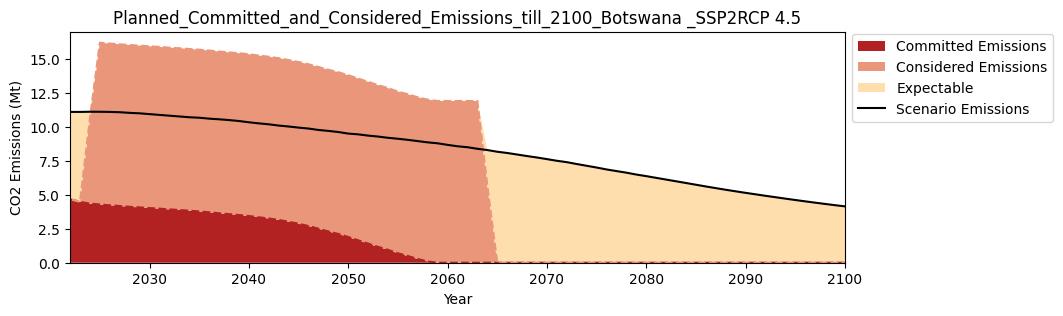 Planned_Committed_and_Considered_Emissions_till_2100_Botswana _SSP2RCP 4.5
CO2 Emissions (Mt)
15.0
12.5
10.0
7.5
5.0
2.5
0.0
2030
2040
2050
2060
2070
2080
2090
2100
Year
Committed Emissions
Considered Emissions
Expectable
Scenario Emissions